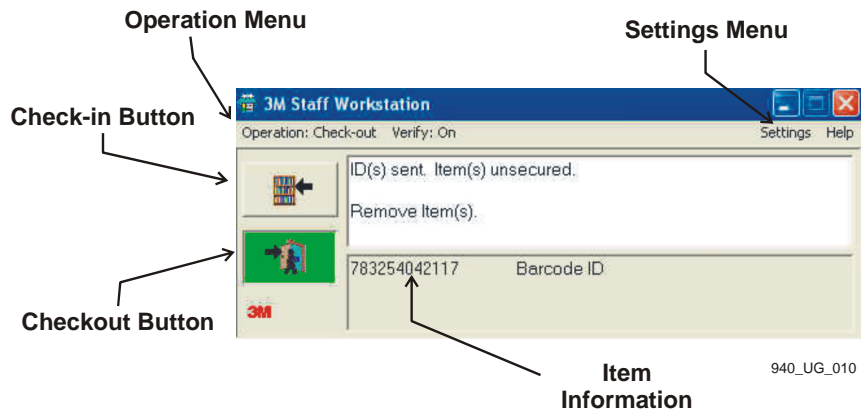 Operation Menu
Settings Menu
3M Staff Workstation
Check-in Button
Operation: Check-out Verify: On
Settings Help
ID(s) sent. Item(s) unsecured.
Remove Item(s).
783254042117 Barcode ID
3M
Checkout Button
Item
Information
940_UG_010